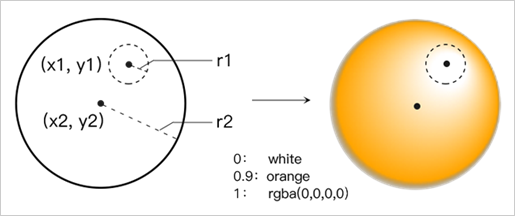 (x1, y1)
r1
(x2, y2)
r2
0: white
0.9: orange
1: rgba(0,0,0,0)